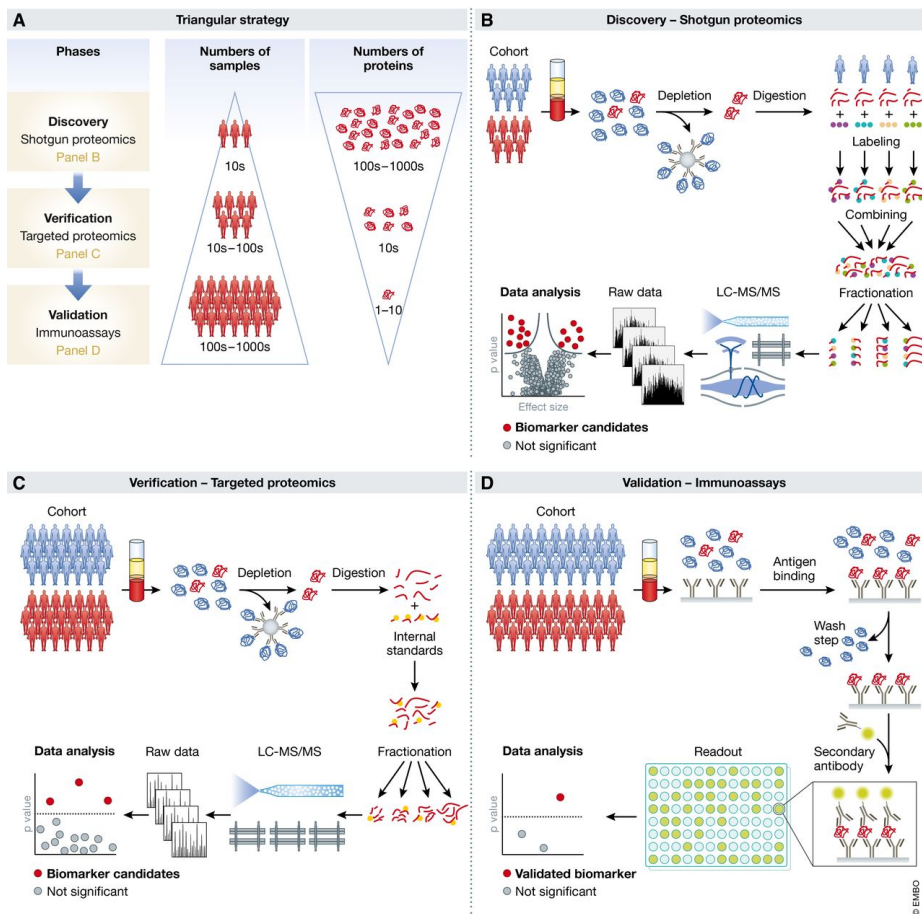 A
Triangular strategy
Phases
Numbers of
samples
Numbers of
proteins
Discovery
Shotgun proteomics
Panel B
10s
100s–1000s
Verification
Targeted proteomics
Panel C
10s–100s
10s
Validation
Immunoassays
Panel D
100s–1000s
1–10
B
Discovery – Shotgun proteomics
Cohort
Depletion
Digestion
+
+
+
+
Labeling
Combining
Fractionation
LC-MS/MS
Raw data
Data analysis
p value
Effect size
Biomarker candidates
Not significant
C
Verification – Targeted proteomics
Cohort
Depletion
Digestion
+
Internal
standards
Fractionation
LC-MS/MS
Raw data
Data analysis
p value
Biomarker candidates
Not significant
D
Validation – Immunoassays
Cohort
Antigen
binding
Wash
step
Secondary
antibody
Readout
Data analysis
p value
Validated biomarker
Not significant
© EMBO